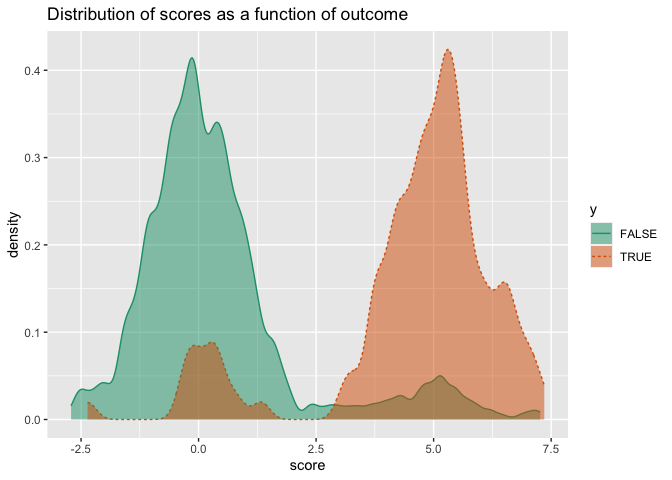 Distribution of scores as a function of outcome
0.4
0.3
0.2
0.1
0.0
density
-2.5 0.0 2.5 5.0 7.5
score
y
FALSE
TRUE